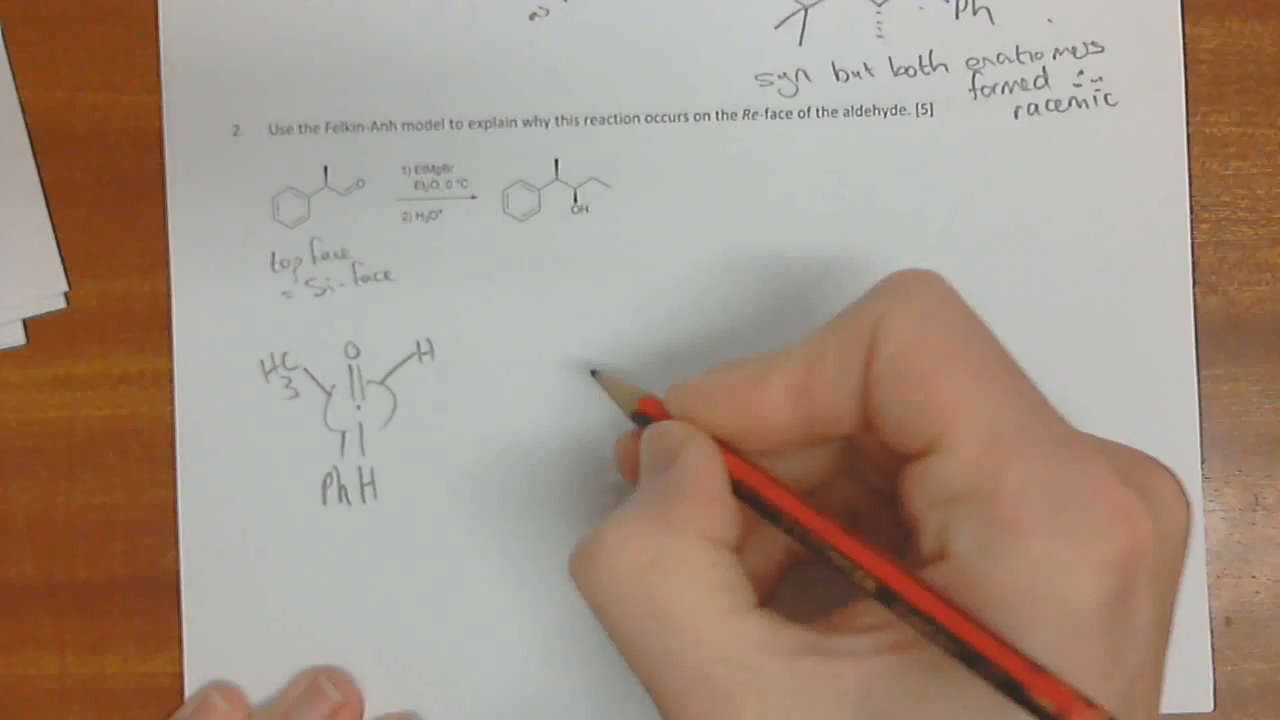 Ph
syn but both enatiomers
formed ∴
racemic
2. Use the Felkin-Anh model to explain why this reaction occurs on the Re-face of the aldehyde. [5]
1) EtMgBr
Et₂O, 0 °C
2) H₃O⁺
O
OH
top face
= Si-face
H₃C O H
Ph H